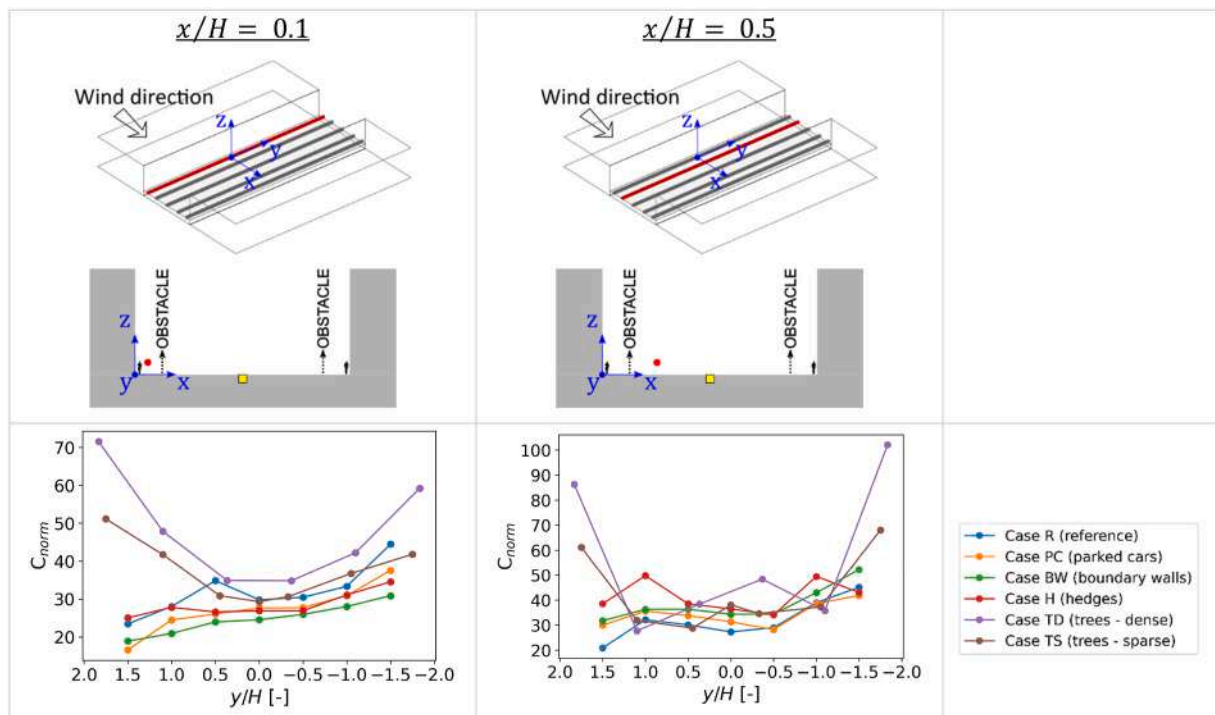 x/H = 0.1
x/H = 0.5
Wind direction
z
y
x
Wind direction
z
y
x
OBSTACLE
OBSTACLE
z
y
x
OBSTACLE
OBSTACLE
z
y
x
70
60
50
40
30
20
C_norm
2.0 1.5 1.0 0.5 0.0 −0.5 −1.0 −1.5 −2.0
y/H [-]
100
90
80
70
60
50
40
30
20
C_norm
2.0 1.5 1.0 0.5 0.0 −0.5 −1.0 −1.5 −2.0
y/H [-]
Case R (reference)
Case PC (parked cars)
Case BW (boundary walls)
Case H (hedges)
Case TD (trees - dense)
Case TS (trees - sparse)